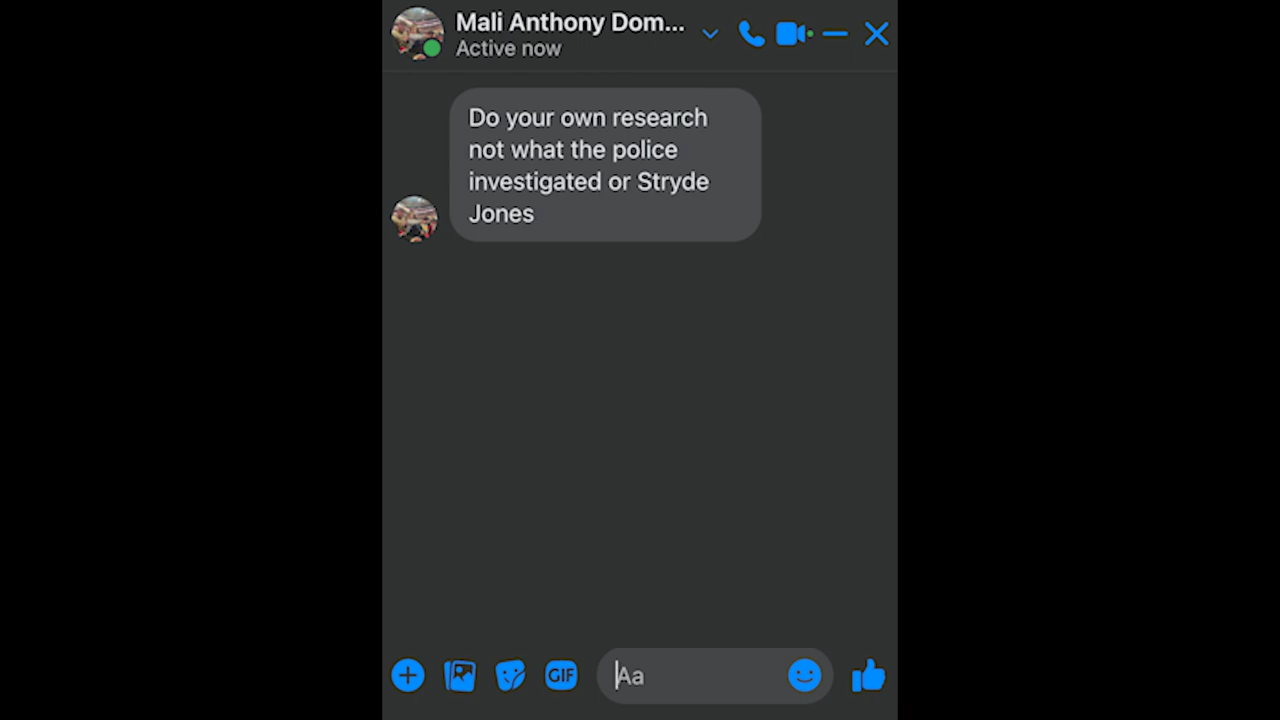 Mali Anthony Dom...
Active now
Do your own research
not what the police
investigated or Stryde
Jones
GIF
Aa